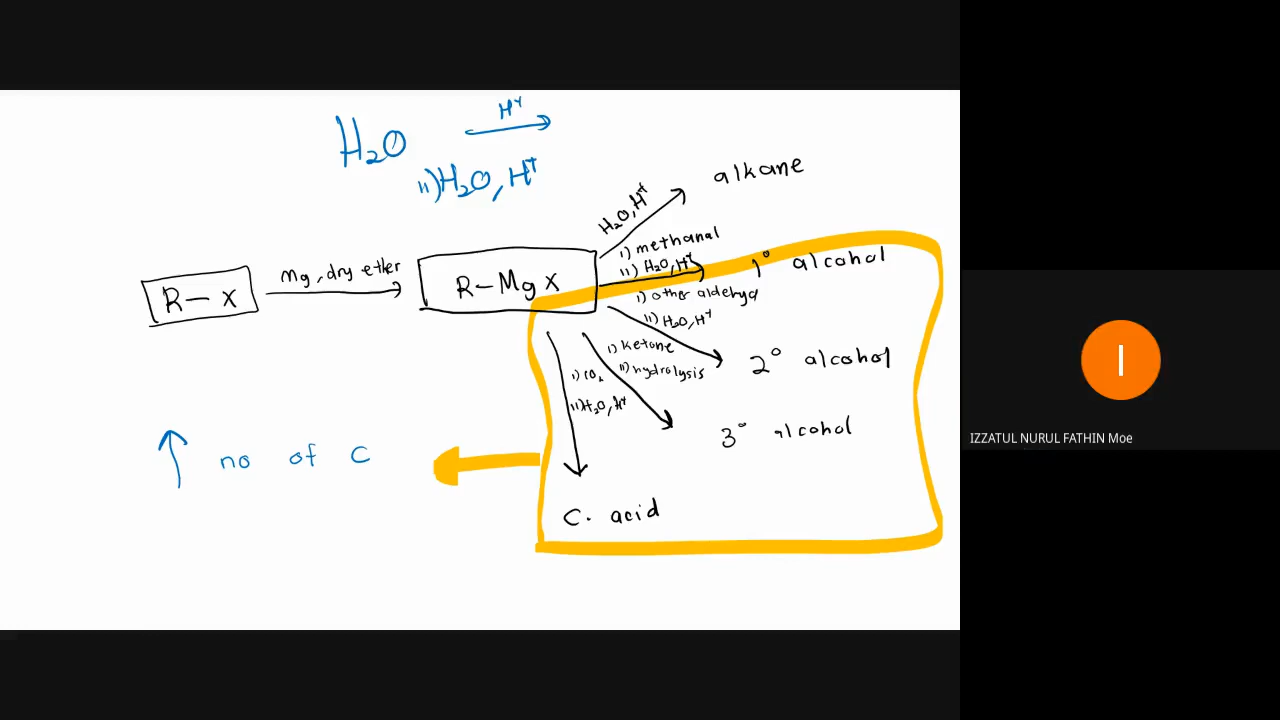 H₂O
H⁺
ii) H₂O, H⁺
R – x
Mg, dry ether
R – Mg x
H₂O, H⁺
alkane
i) methanal
ii) H₂O, H⁺
1° alcohol
i) other aldehyd
ii) H₂O, H⁺
2° alcohol
i) ketone
ii) hydrolysis
3° alcohol
i) CO₂
ii) H₂O, H⁺
C. acid
↑ no of C
I
IZZATUL NURUL FATHIN Moe